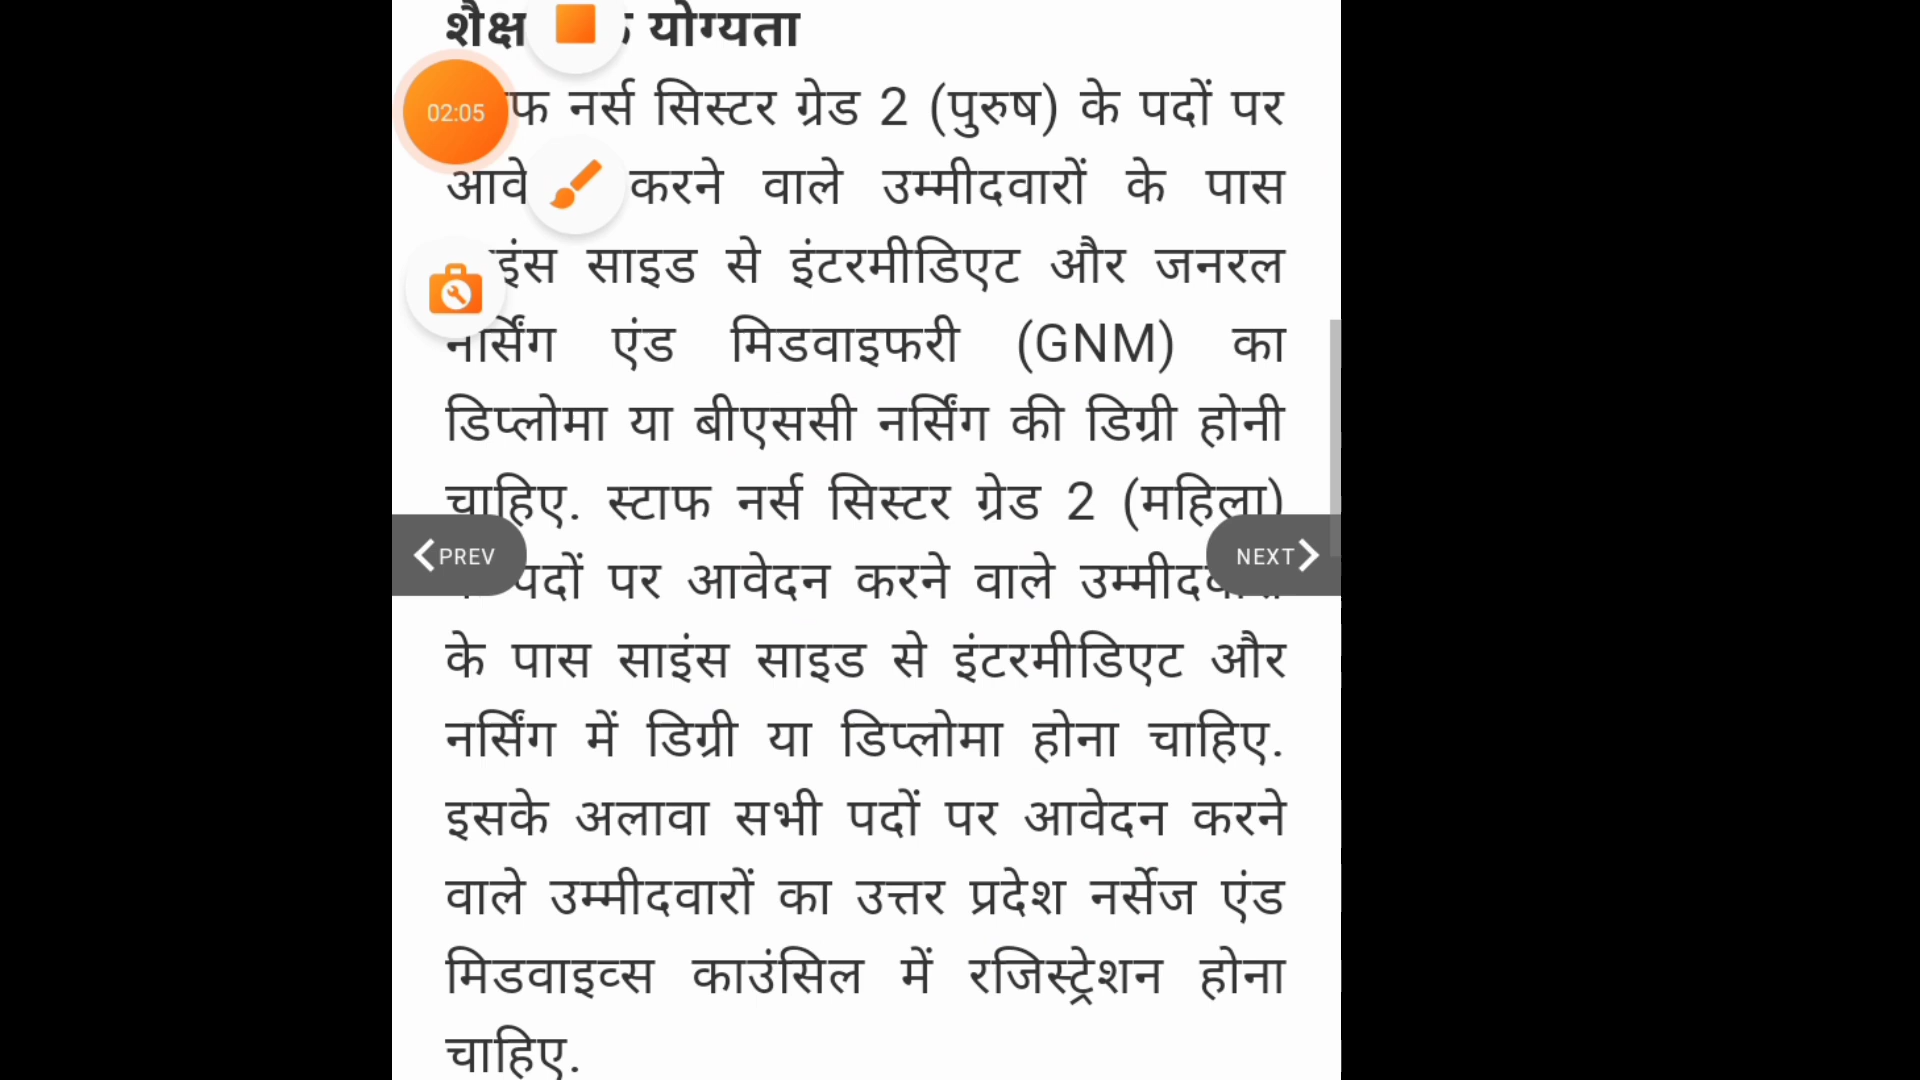 योग्यता
02:05
नर्स सिस्टर ग्रेड 2 (पुरुष) के पदों पर
करने वाले उम्मीदवारों के पास
साइड से इंटरमीडिएट और जनरल
नर्सिंग एंड मिडवाइफरी (GNM) का
डिप्लोमा या बीएससी नर्सिंग की डिग्री होनी
चाहिए. स्टाफ नर्स सिस्टर ग्रेड 2 (महिला)
PREV
NEXT
पदों पर आवेदन करने वाले
के पास साइंस साइड से इंटरमीडिएट और
नर्सिंग में डिग्री या डिप्लोमा होना चाहिए.
इसके अलावा सभी पदों पर आवेदन करने
वाले उम्मीदवारों का उत्तर प्रदेश नर्सेज एंड
मिडवाइव्स काउंसिल में रजिस्ट्रेशन होना
चाहिए.